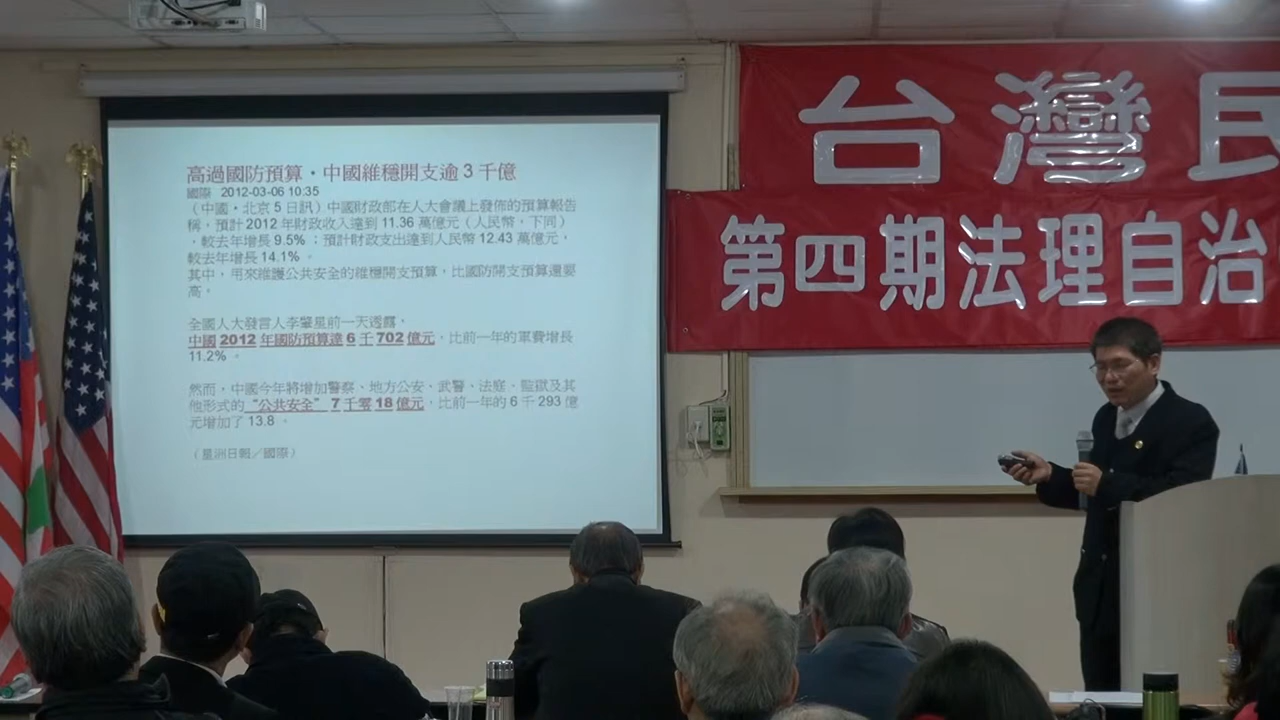 高過國防預算‧中國維穩開支逾 3 千億
國際 2012-03-06 10:35
（中國‧北京 5 日訊）中國財政部在人大會議上發佈的預算報告
稱，預計 2012 年財政收入達到 11.36 萬億元（人民幣，下同）
，較去年增長 9.5% ；預計財政支出達到人民幣 12.43 萬億元，
較去年增長 14.1% 。
其中，用來維護公共安全的維穩開支預算，比國防開支預算還要
高。
全國人大發言人李肇星前一天透露，
中國 2012 年國防預算達 6 千 702 億元，比前一年的軍費增長
11.2% 。
然而，中國今年將增加警察、地方公安、武警、法庭、監獄及其
他形式的 “公共安全” 7 千零 18 億元，比前一年的 6 千 293 億
元增加了 13.8 。
（星洲日報／國際）
台灣民
第四期法理自治